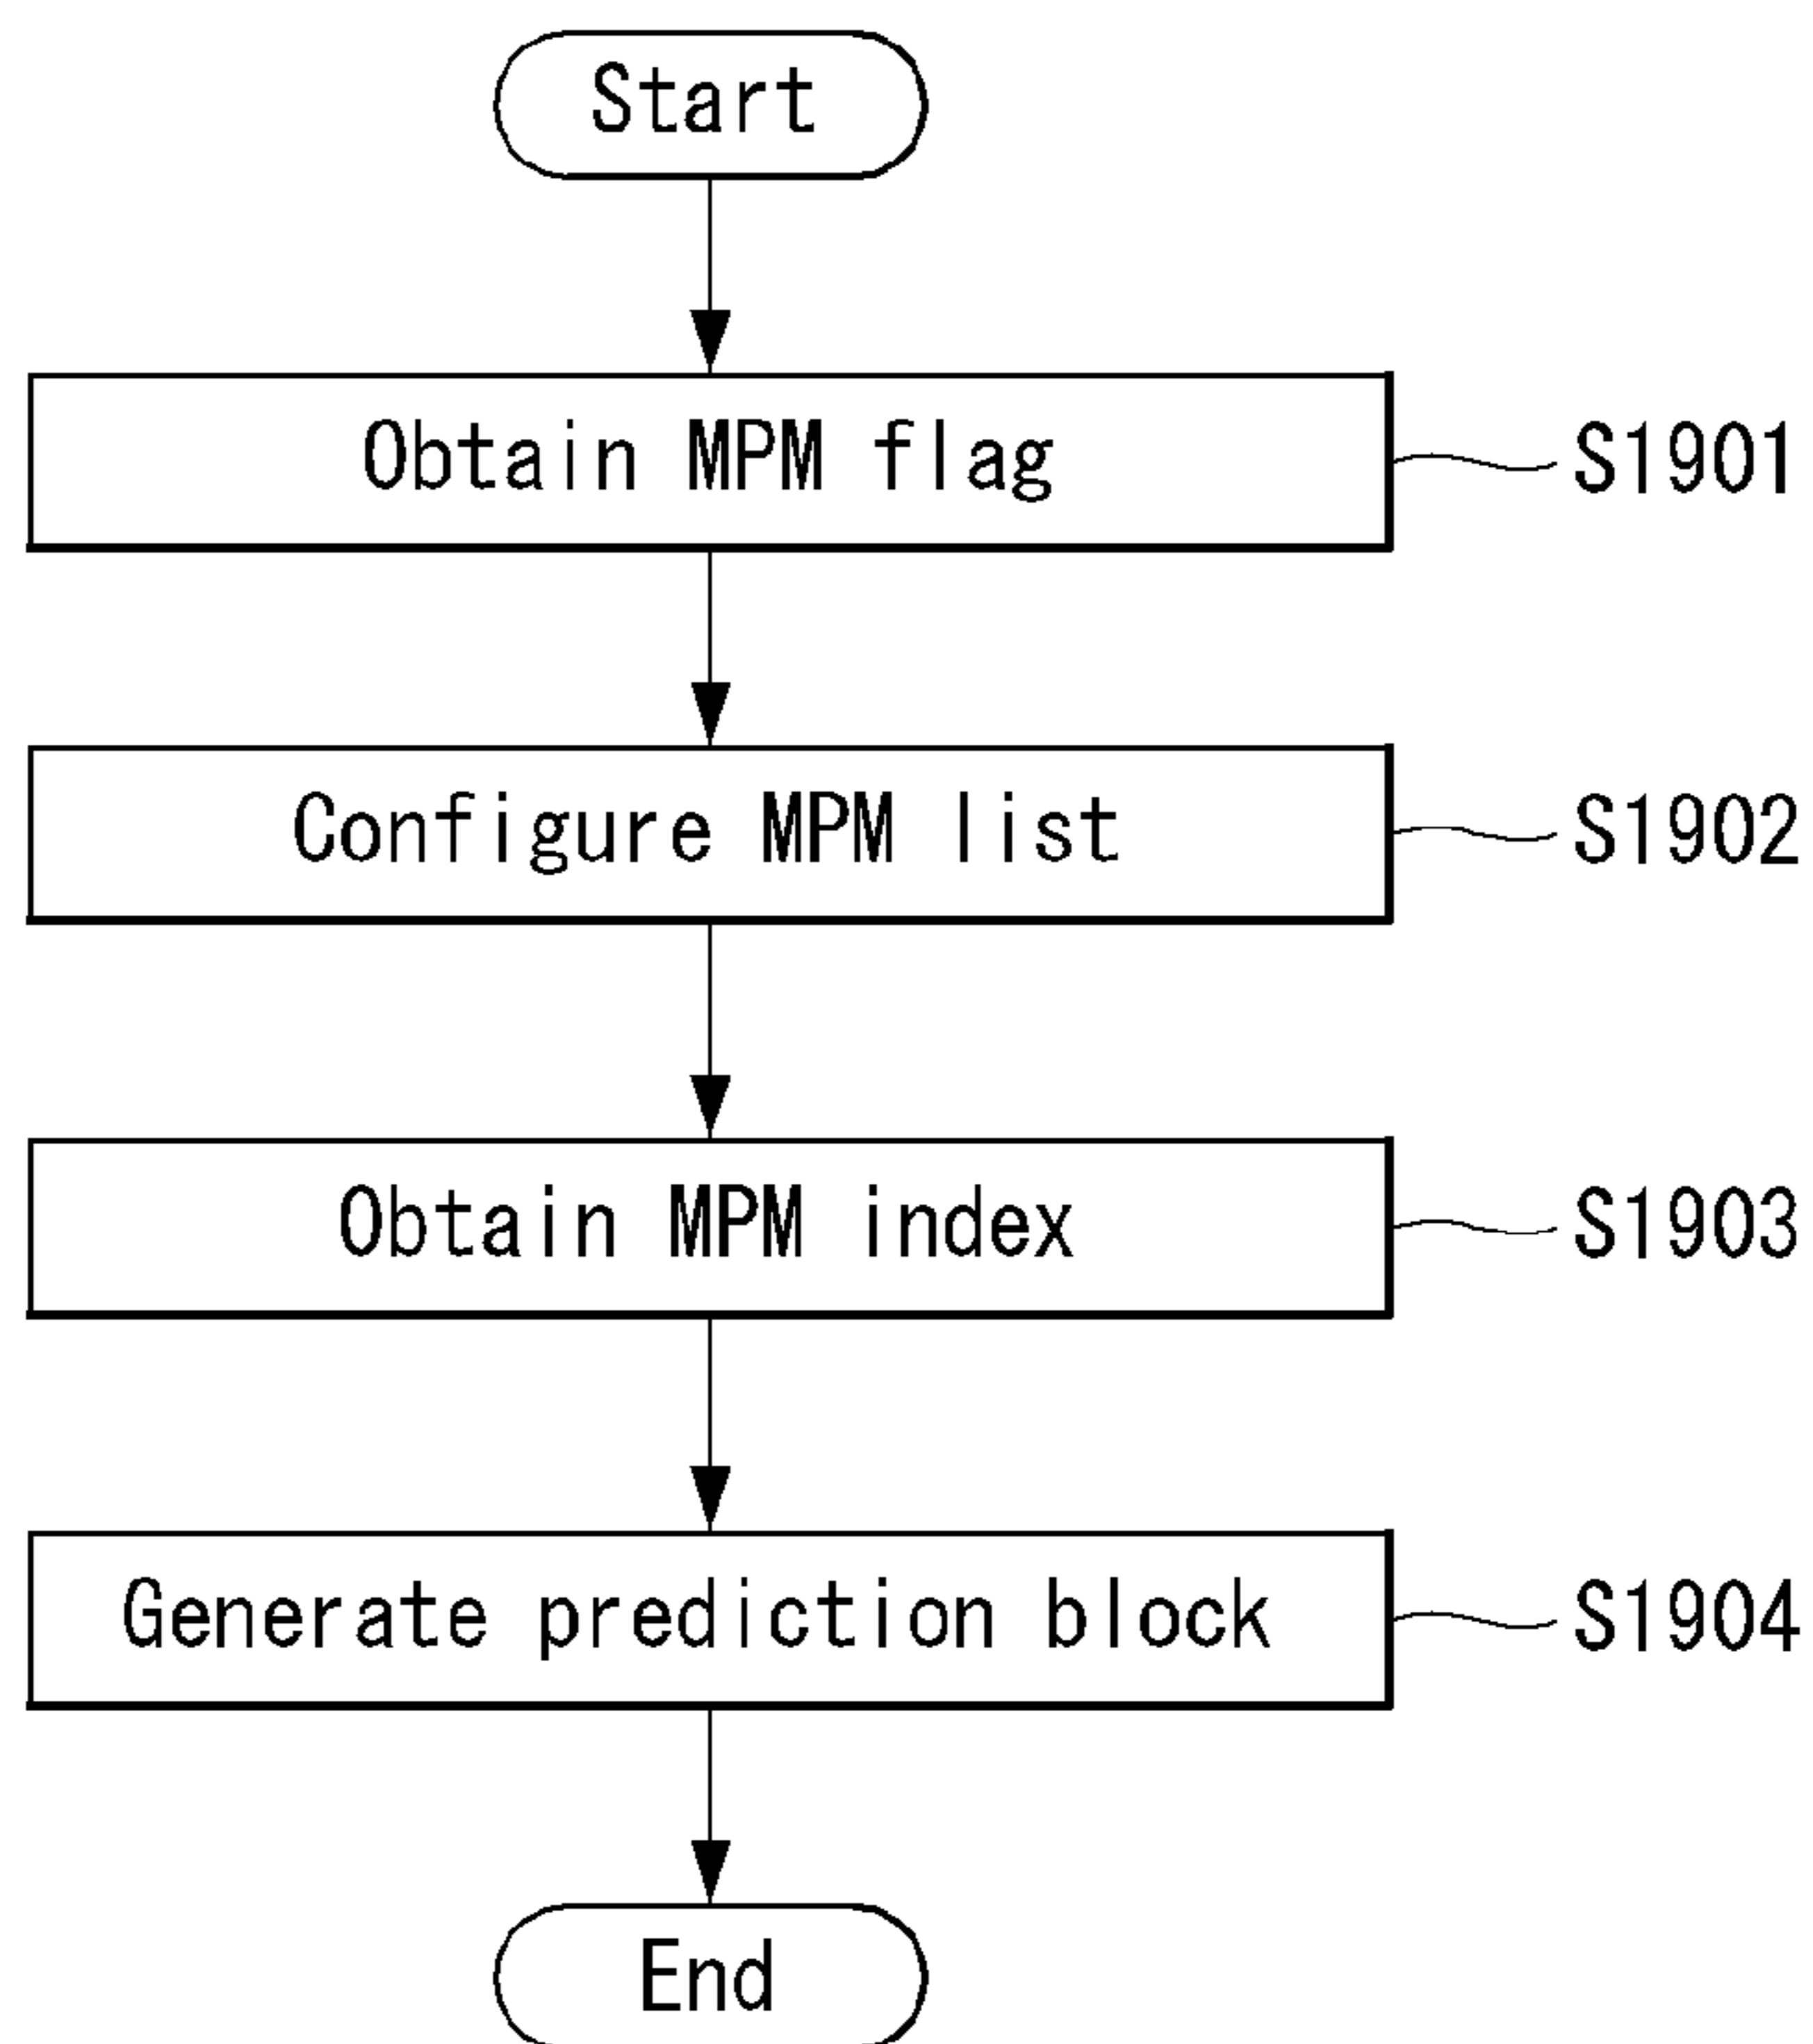 Start
Obtain MPM flag
S1901
Configure MPM list
S1902
Obtain MPM index
S1903
Generate prediction block
S1904
End